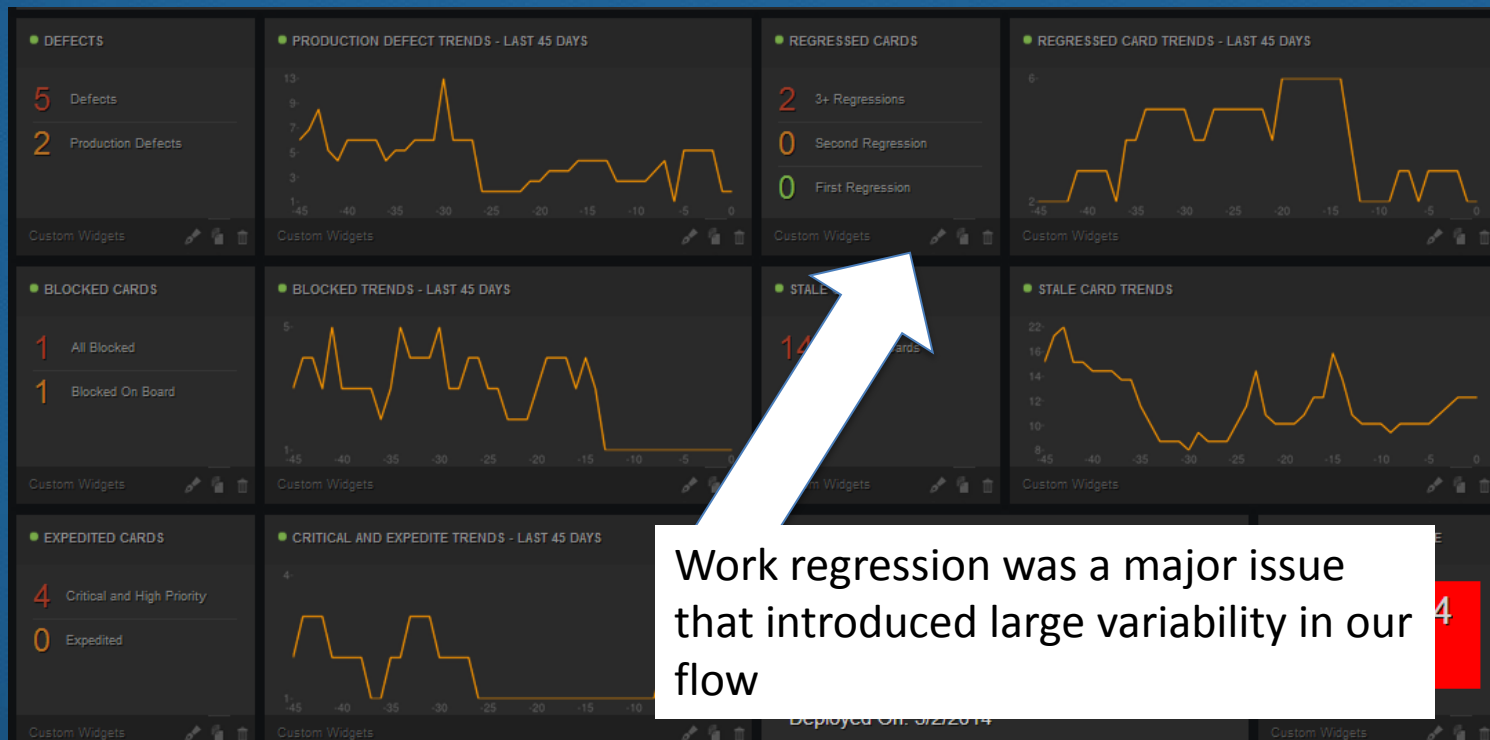 DEFECTS
5 Defects
2 Production Defects
Custom Widgets
PRODUCTION DEFECT TRENDS - LAST 45 DAYS
13
9
7
5
3
1
-45 -40 -35 -30 -25 -20 -15 -10 -5 0
Custom Widgets
REGRESSED CARDS
2 3+ Regressions
0 Second Regression
0 First Regression
Custom Widgets
REGRESSED CARD TRENDS - LAST 45 DAYS
6
2
-45 -40 -35 -30 -25 -20 -15 -10 -5 0
Custom Widgets
BLOCKED CARDS
1 All Blocked
1 Blocked On Board
Custom Widgets
BLOCKED TRENDS - LAST 45 DAYS
5
1
-45 -40 -35 -30 -25 -20 -15 -10 -5 0
Custom Widgets
STALE
14
Widgets
STALE CARD TRENDS
22
16
14
12
10
8
-45 -40 -35 -30 -25 -20 -15 -10 -5 0
Custom Widgets
EXPEDITED CARDS
4 Critical and High Priority
0 Expedited
Custom Widgets
CRITICAL AND EXPEDITE TRENDS - LAST 45 DAYS
4
1
-45 -40 -35 -30 -25 -20 -15 -10
Custom Widgets
Work regression was a major issue
that introduced large variability in our
flow
4
Deployed On: 5/2/2014
Custom Widgets